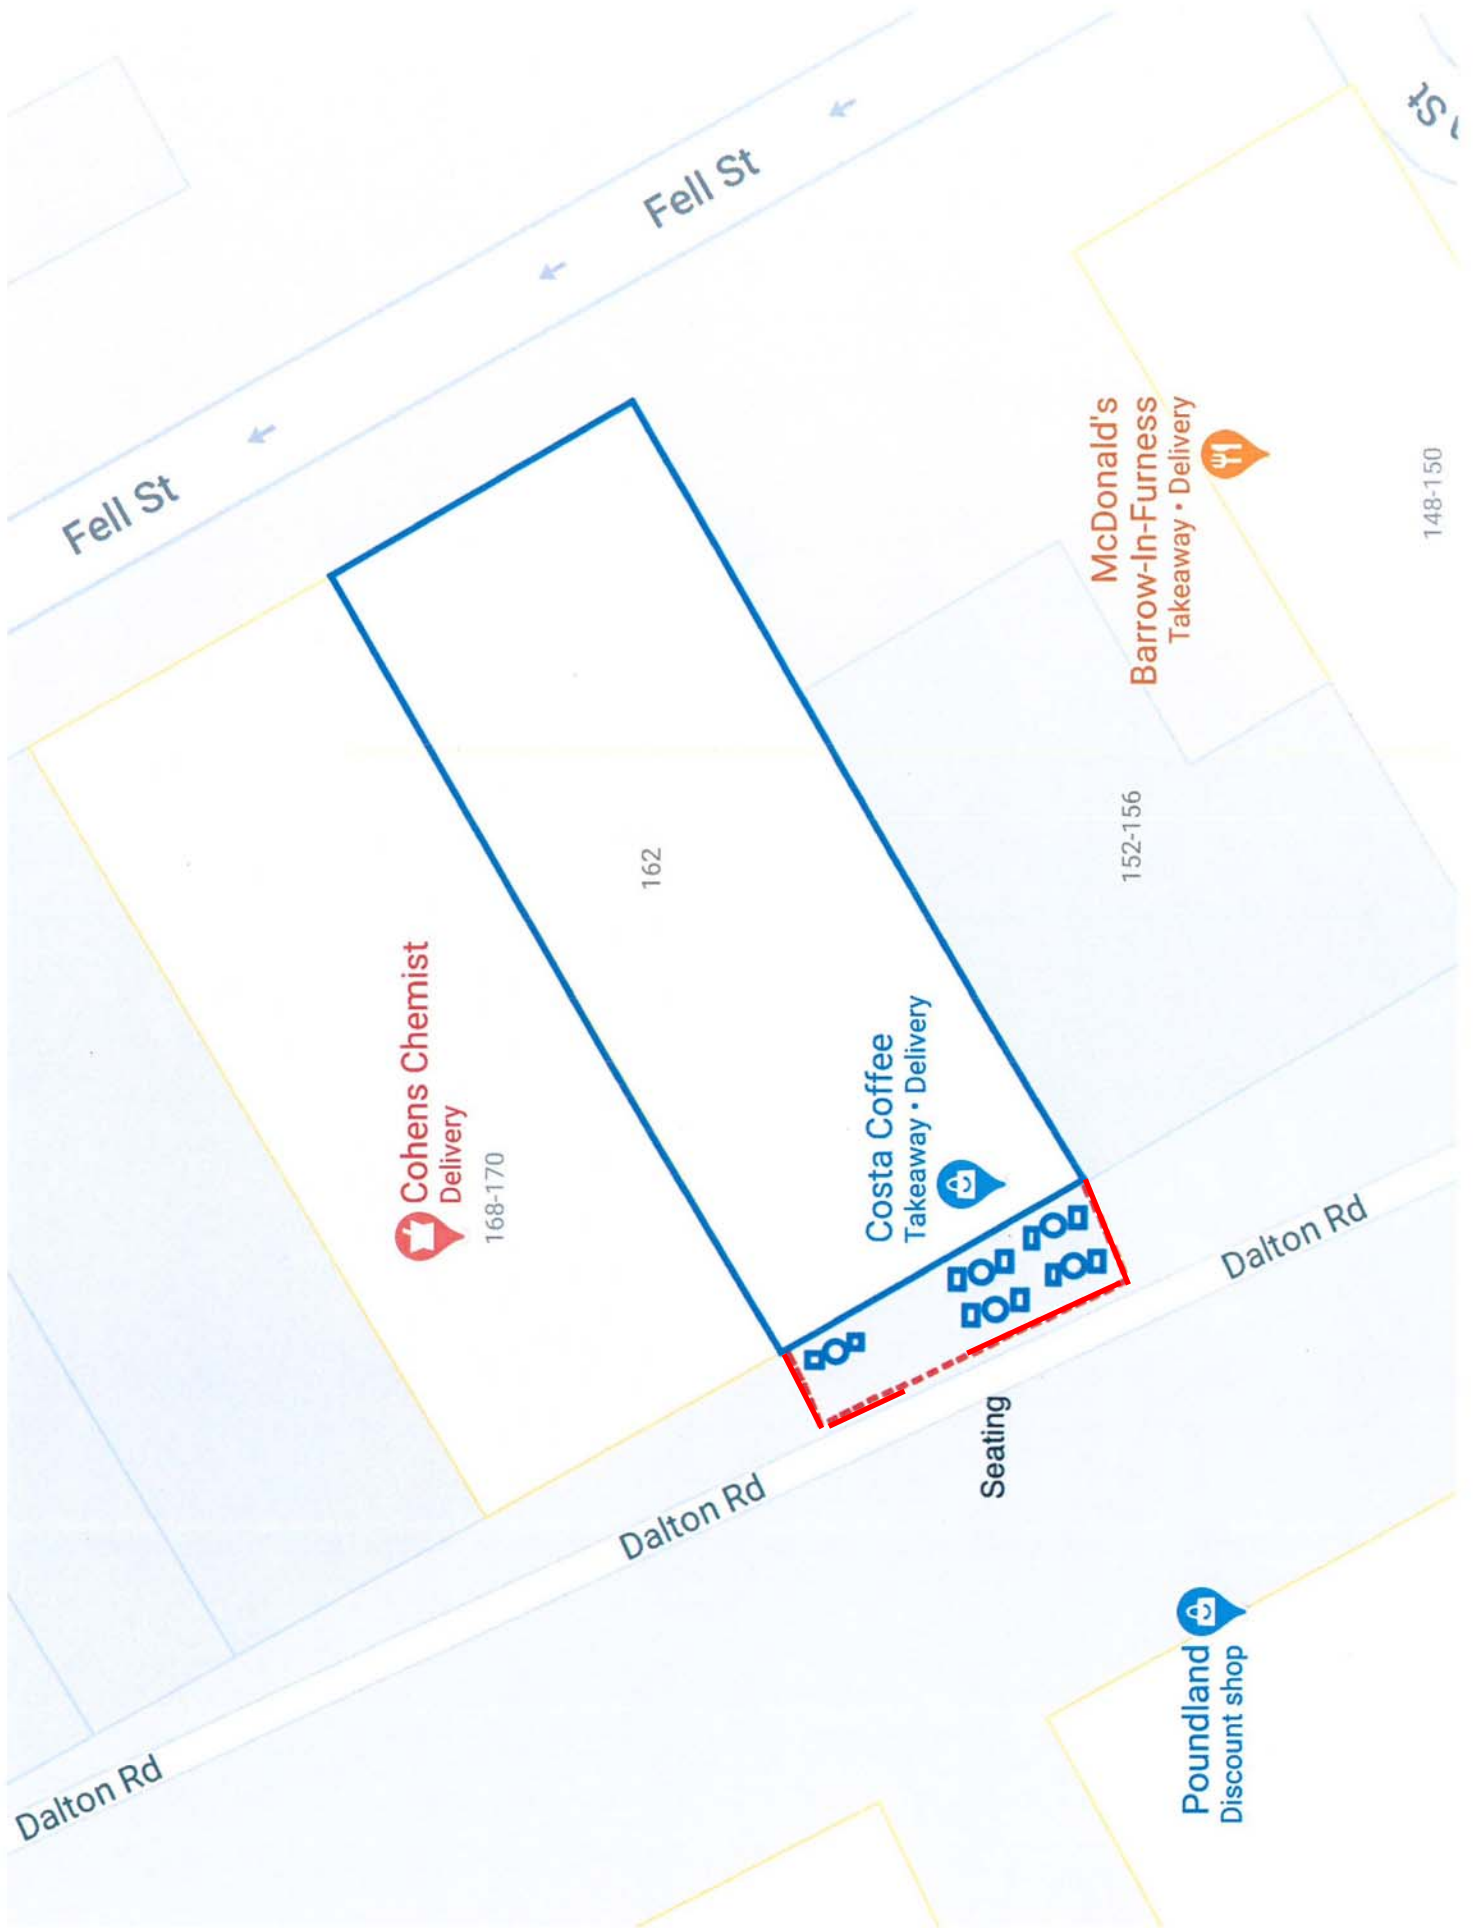 Fell St
Fell St
St
McDonald's
Barrow-In-Furness
Takeaway • Delivery
148-150
152-156
162
Cohens Chemist
Delivery
168-170
Costa Coffee
Takeaway • Delivery
Dalton Rd
Dalton Rd
Dalton Rd
Seating
Poundland
Discount shop